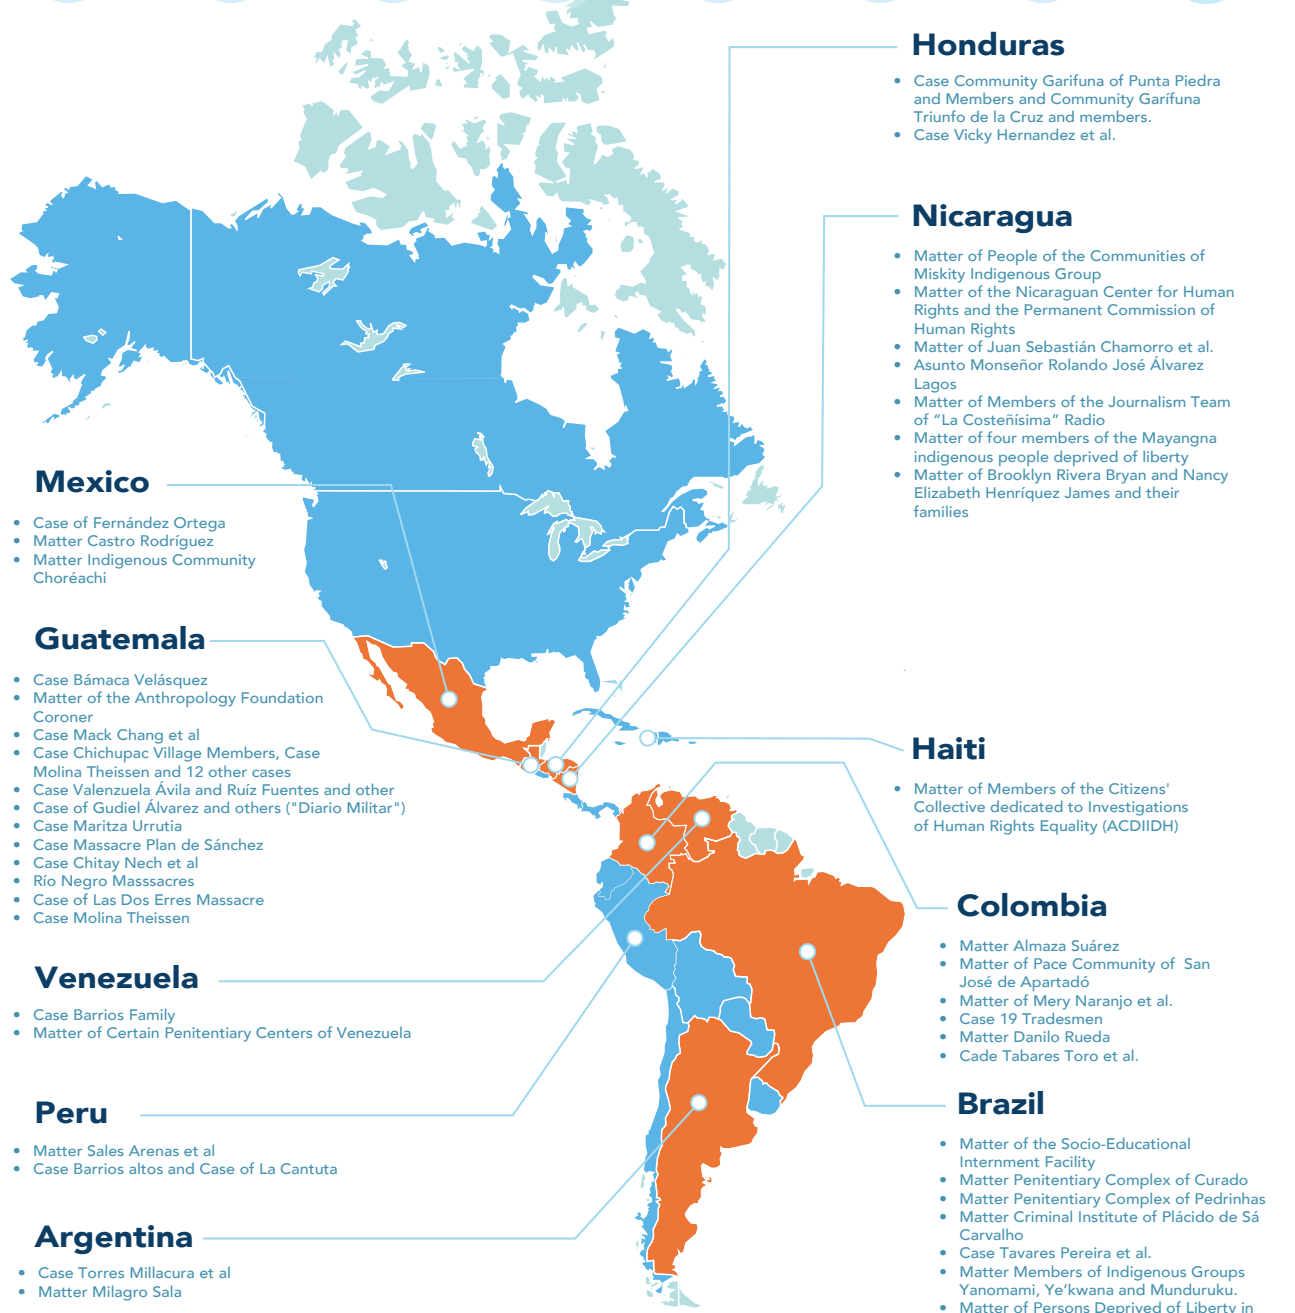 Honduras
• Case Community Garifuna of Punta Piedra
and Members and Community Garífuna
Triunfo de la Cruz and members.
• Case Vicky Hernandez et al.
Nicaragua
• Matter of People of the Communities of
Miskity Indigenous Group
• Matter of the Nicaraguan Center for Human
Rights and the Permanent Commission of
Human Rights
• Matter of Juan Sebastián Chamorro et al.
• Asunto Monseñor Rolando José Álvarez
Lagos
• Matter of Members of the Journalism Team
of “La Costeñísima” Radio
• Matter of four members of the Mayangna
indigenous people deprived of liberty
• Matter of Brooklyn Rivera Bryan and Nancy
Elizabeth Henríquez James and their
families
Mexico
• Case of Fernández Ortega
• Matter Castro Rodríguez
• Matter Indigenous Community
Choréachi
Guatemala
• Case Bámaca Velásquez
• Matter of the Anthropology Foundation
Coroner
• Case Mack Chang et al
• Case Chichupac Village Members, Case
Molina Theissen and 12 other cases
• Case Valenzuela Ávila and Ruíz Fuentes and other
• Case of Gudiel Álvarez and others ("Diario Militar")
• Case Maritza Urrutia
• Case Massacre Plan de Sánchez
• Case Chitay Nech et al
• Río Negro Masssacres
• Case of Las Dos Erres Massacre
• Case Molina Theissen
Haiti
• Matter of Members of the Citizens'
Collective dedicated to Investigations
of Human Rights Equality (ACDIIDH)
Colombia
• Matter Almaza Suárez
• Matter of Pace Community of San
José de Apartadó
• Matter of Mery Naranjo et al.
• Case 19 Tradesmen
• Matter Danilo Rueda
• Cade Tabares Toro et al.
Venezuela
• Case Barrios Family
• Matter of Certain Penitentiary Centers of Venezuela
Peru
• Matter Sales Arenas et al
• Case Barrios altos and Case of La Cantuta
Brazil
• Matter of the Socio-Educational
Internment Facility
• Matter Penitentiary Complex of Curado
• Matter Penitentiary Complex of Pedrinhas
• Matter Criminal Institute of Plácido de Sá
Carvalho
• Case Tavares Pereira et al.
• Matter Members of Indigenous Groups
Yanomami, Ye’kwana and Munduruku.
• Matter of Persons Deprived of Liberty in
Argentina
• Case Torres Millacura et al
• Matter Milagro Sala